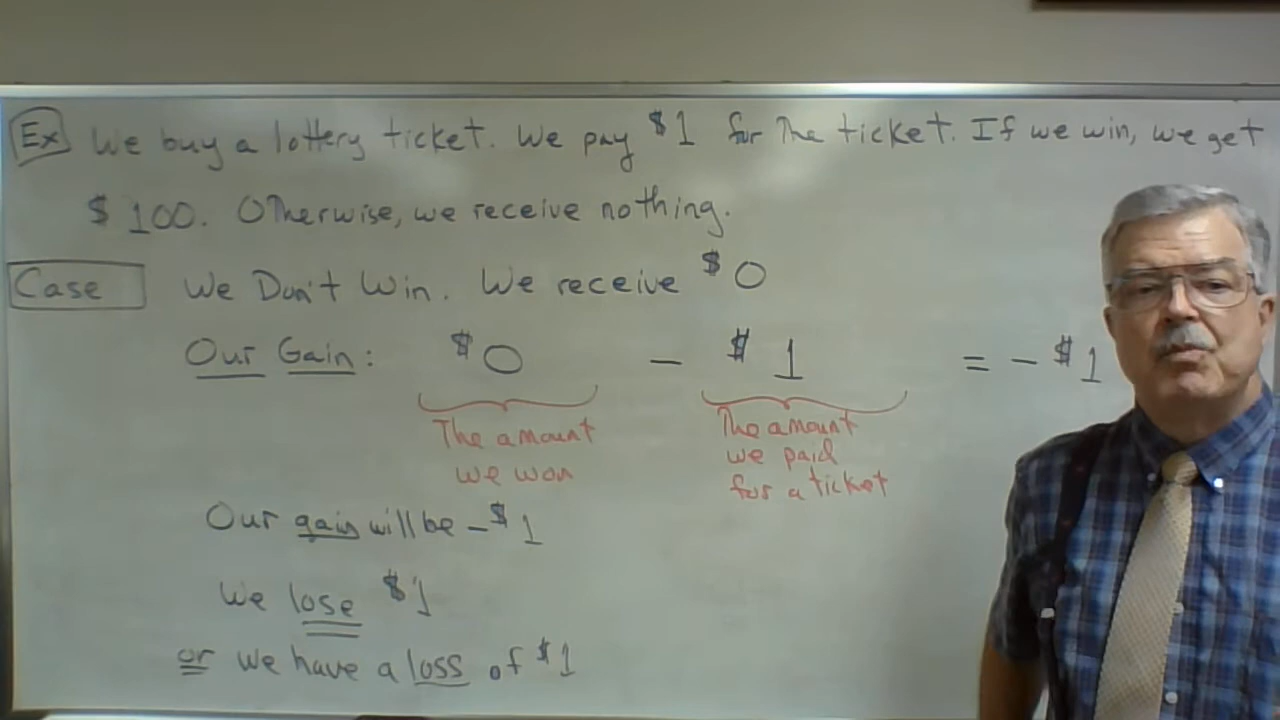 Ex We buy a lottery ticket. We pay $1 for The ticket. If we win, we get
$100. Otherwise, we receive nothing.
Case We Don't Win. We receive $0
Our Gain: $0 - $1 = -$1
The amount we won
The amount we paid for a ticket
Our gain will be -$1
We lose $1
or we have a loss of $1